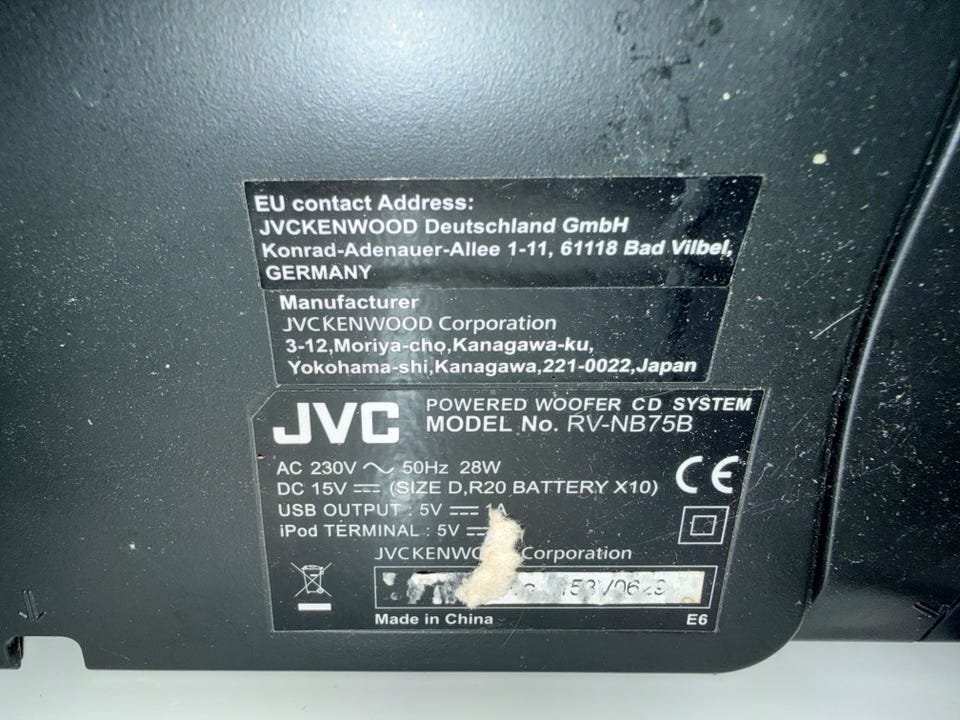 EU contact Address:
JVCKENWOOD Deutschland GmbH
Konrad-Adenauer-Allee 1-11, 61118 Bad Vilbel,
GERMANY
Manufacturer
JVCKENWOOD Corporation
3-12,Moriya-cho,Kanagawa-ku,
Yokohama-shi,Kanagawa,221-0022,Japan
JVC
POWERED WOOFER CD SYSTEM
MODEL No. RV-NB75B
AC 230V ~ 50Hz 28W
DC 15V ⎓ (SIZE D,R20 BATTERY X10)
CE
USB OUTPUT : 5V ⎓ 1A
iPod TERMINAL : 5V ⎓
Corporation
Made in China
E6